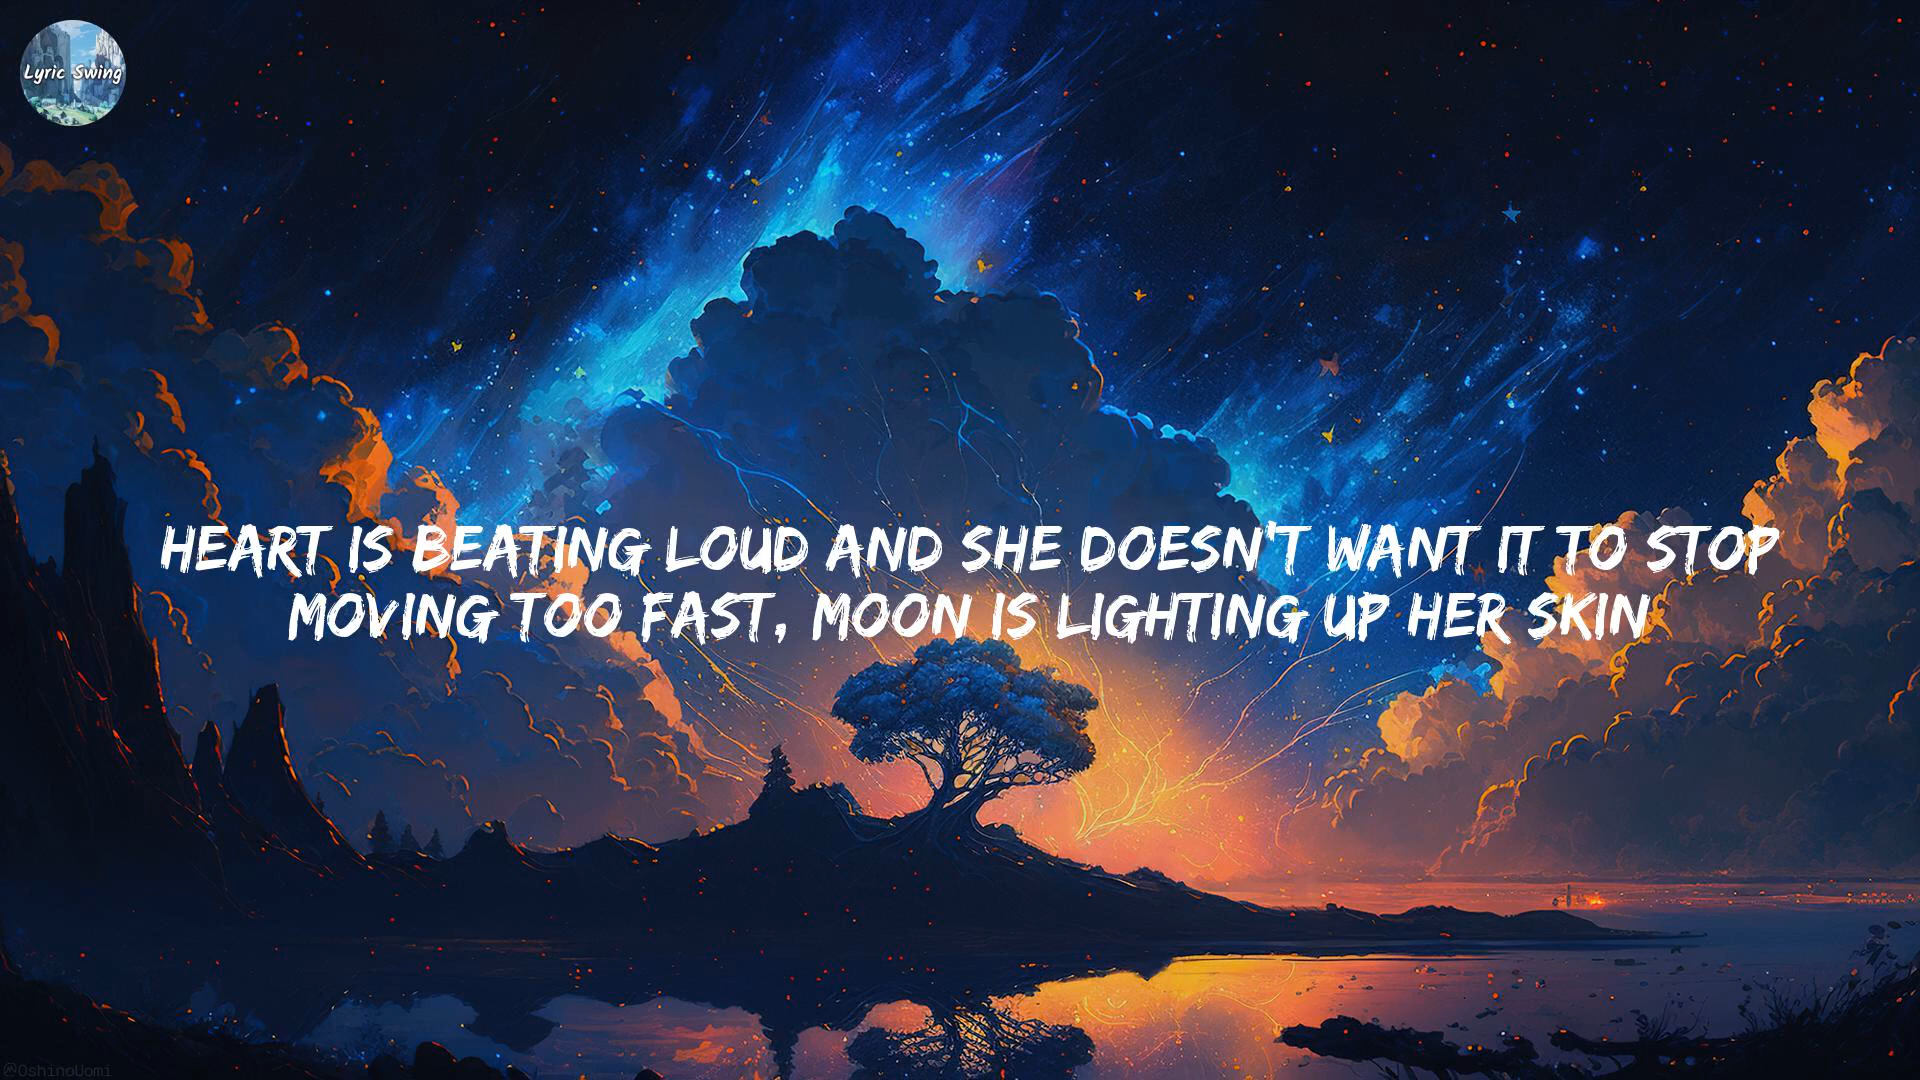 Lyric Swing
HEART IS BEATING LOUD AND SHE DOESN'T WANT IT TO STOP
MOVING TOO FAST, MOON IS LIGHTING UP HER SKIN
@OshinoUomi